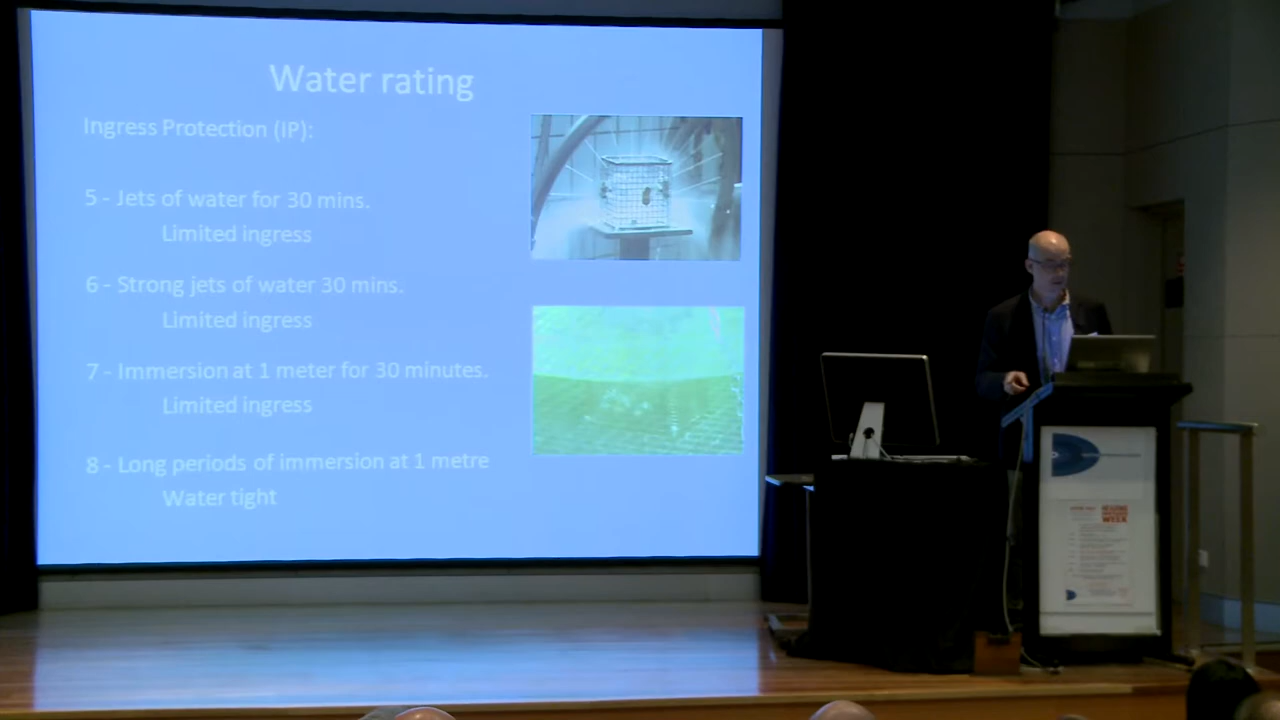 Water rating
Ingress Protection (IP):
5 - Jets of water for 30 mins.
Limited ingress
6 - Strong jets of water 30 mins.
Limited ingress
7 - Immersion at 1 meter for 30 minutes.
Limited ingress
8 - Long periods of immersion at 1 metre
Water tight
WEEK